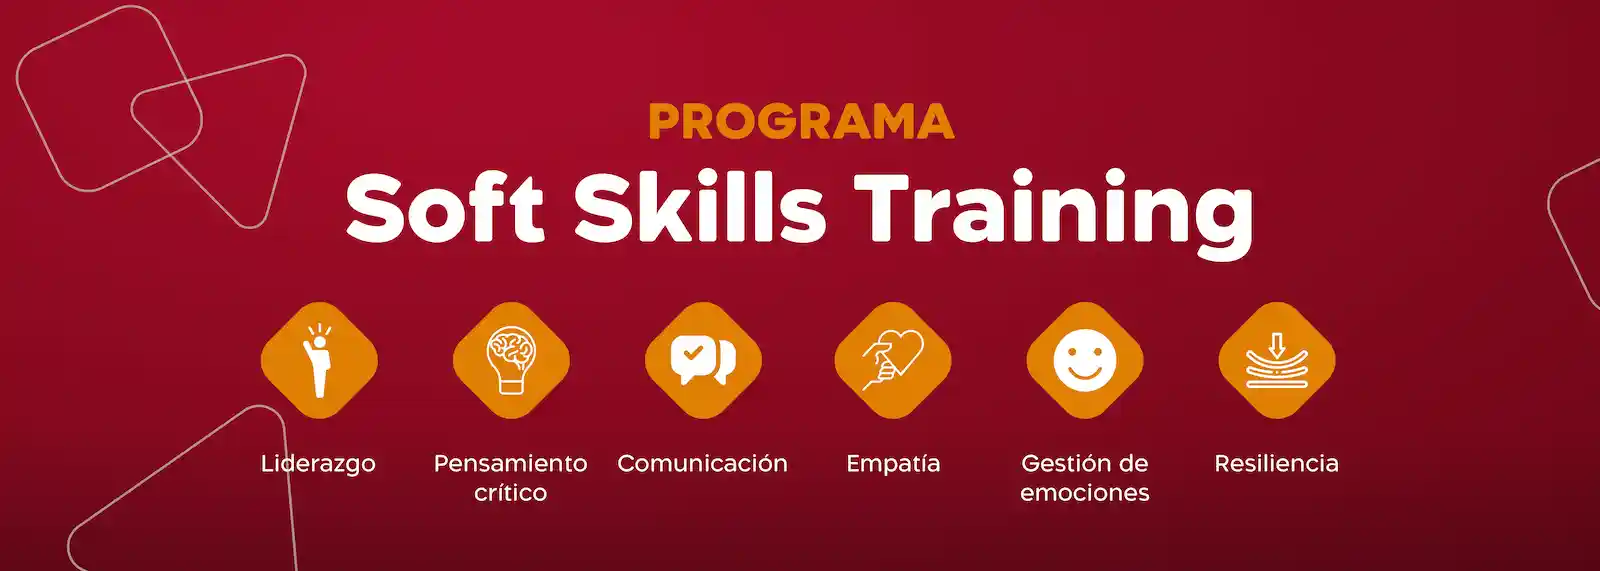 PROGRAMA
Soft Skills Training
Liderazgo
Pensamiento
crítico
Comunicación
Empatía
Gestión de
emociones
Resiliencia